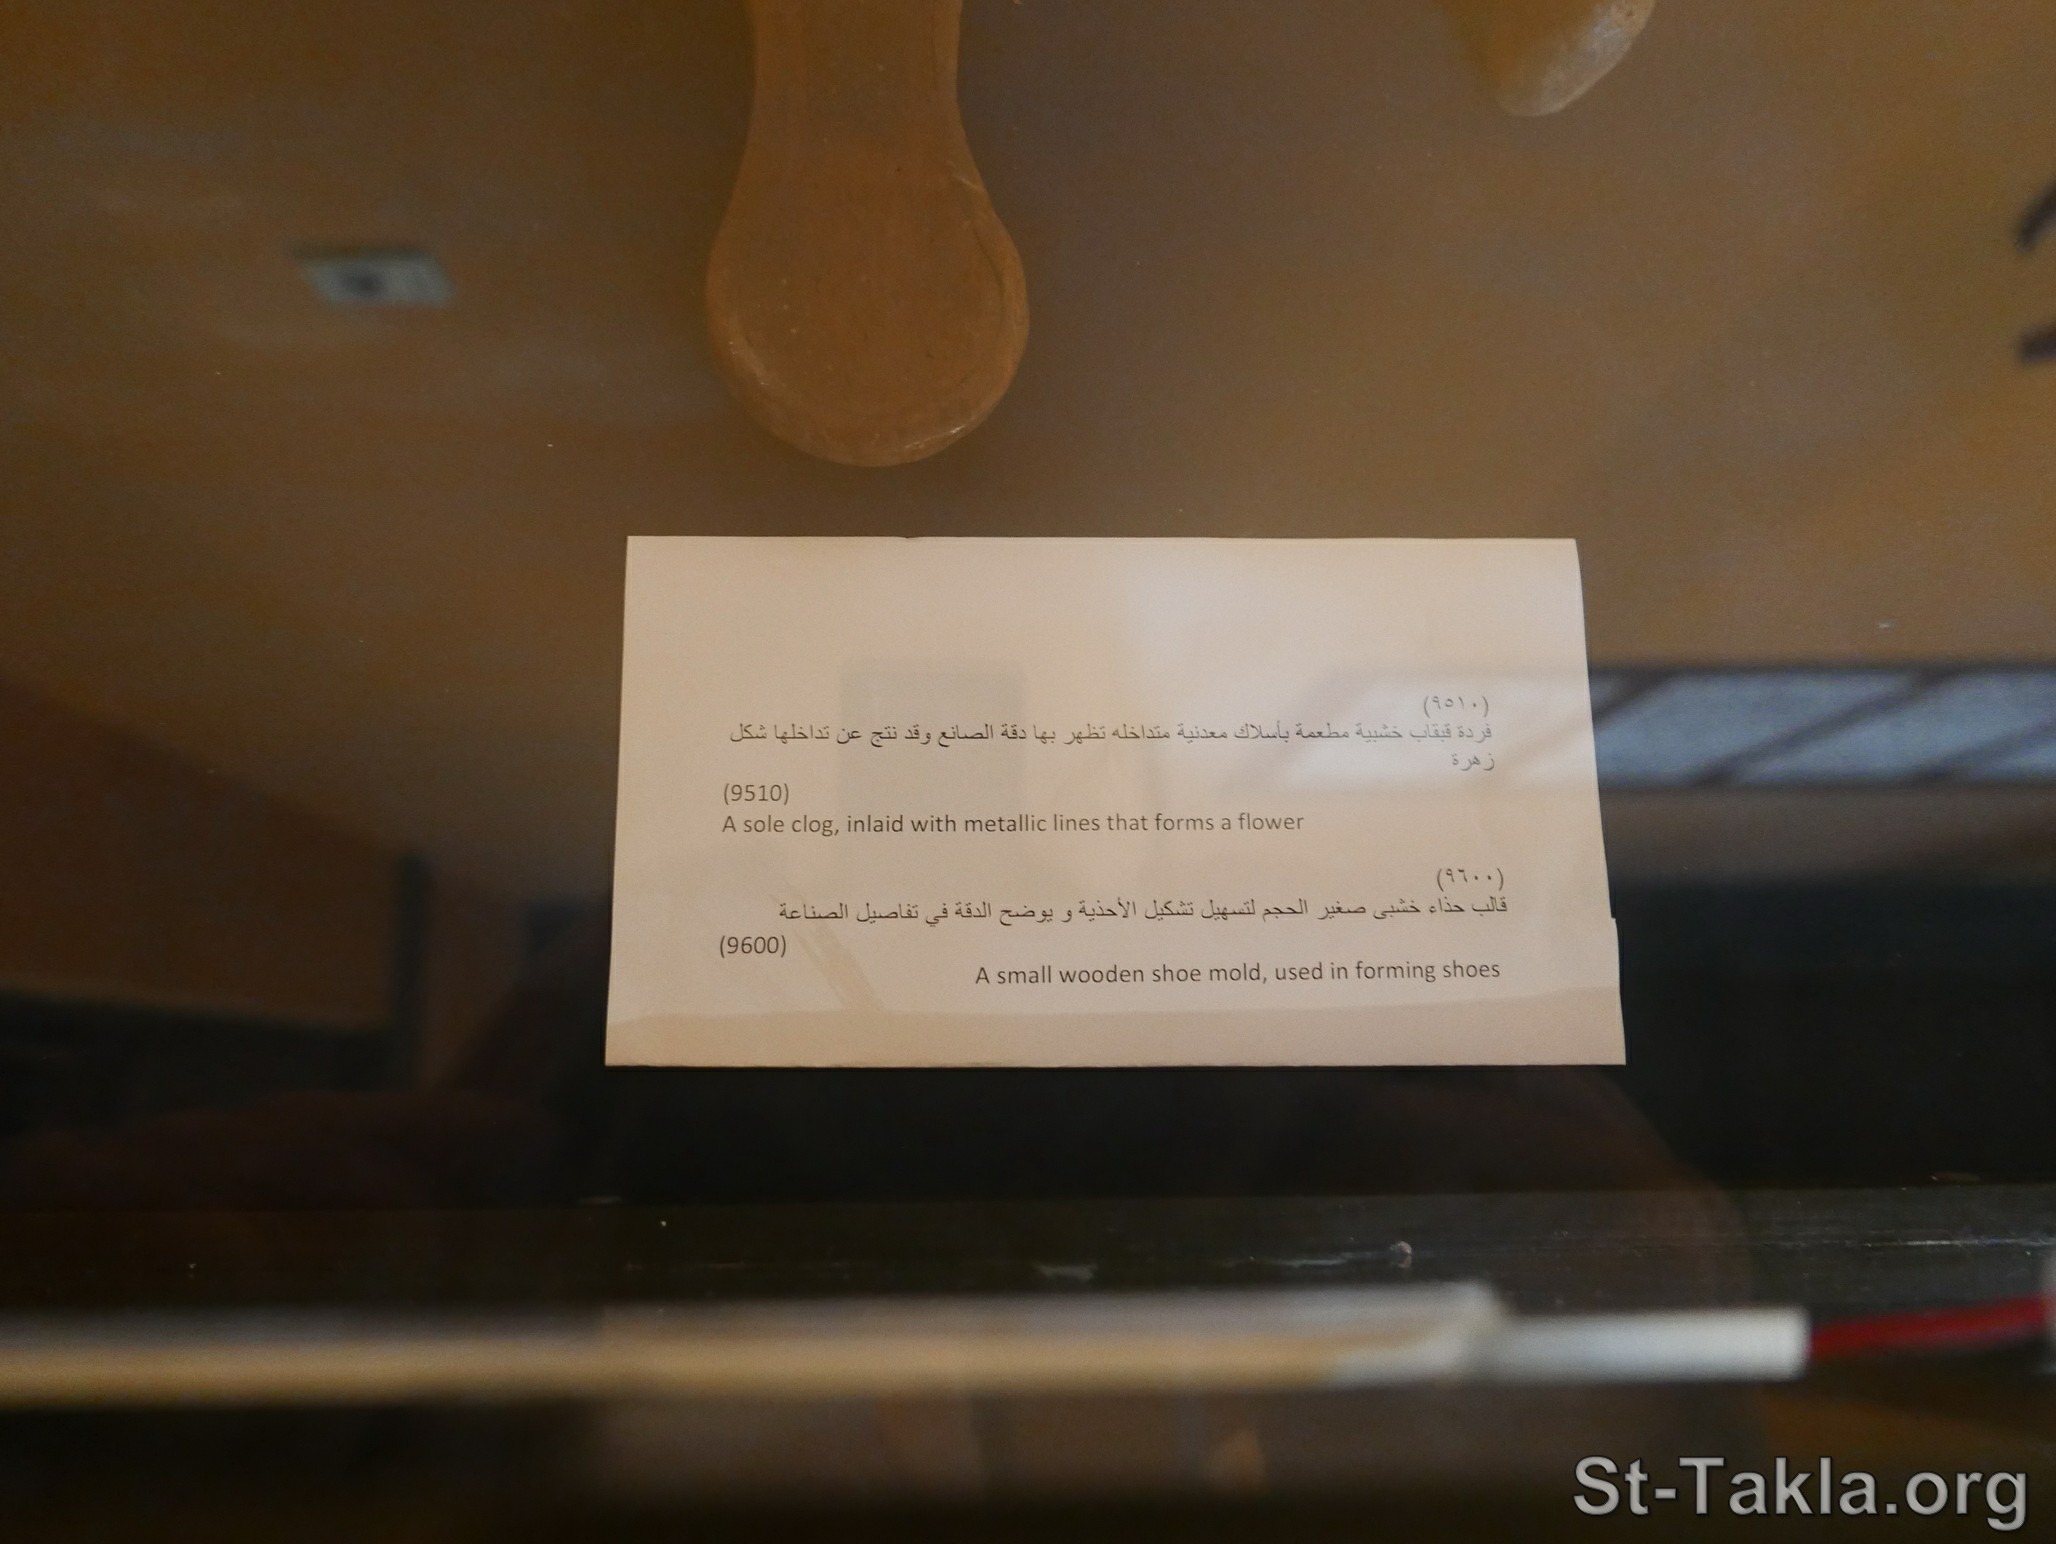 (٩٥١٠)
فردة قبقاب خشبية مطعمة بأسلاك معدنية متداخله تظهر بها دقة الصانع وقد نتج عن تداخلها شكل
زهرة
(9510)
A sole clog, inlaid with metallic lines that forms a flower
(٩٦٠٠)
قالب حذاء خشبى صغير الحجم لتسهيل تشكيل الأحذية و يوضح الدقة في تفاصيل الصناعة
(9600)
A small wooden shoe mold, used in forming shoes
St-Takla.org